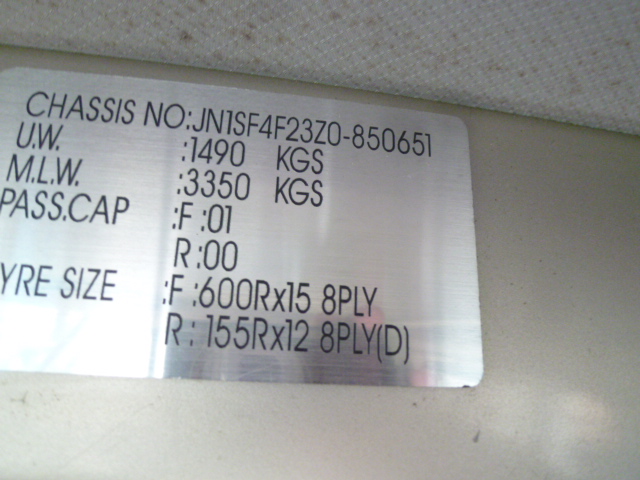 CHASSIS NO:JN1SF4F23Z0-850651
U.W. :1490 KGS
M.L.W. :3350 KGS
PASS.CAP :F :01
R:00
YRE SIZE :F :600Rx15 8PLY
R: 155Rx12 8PLY(D)